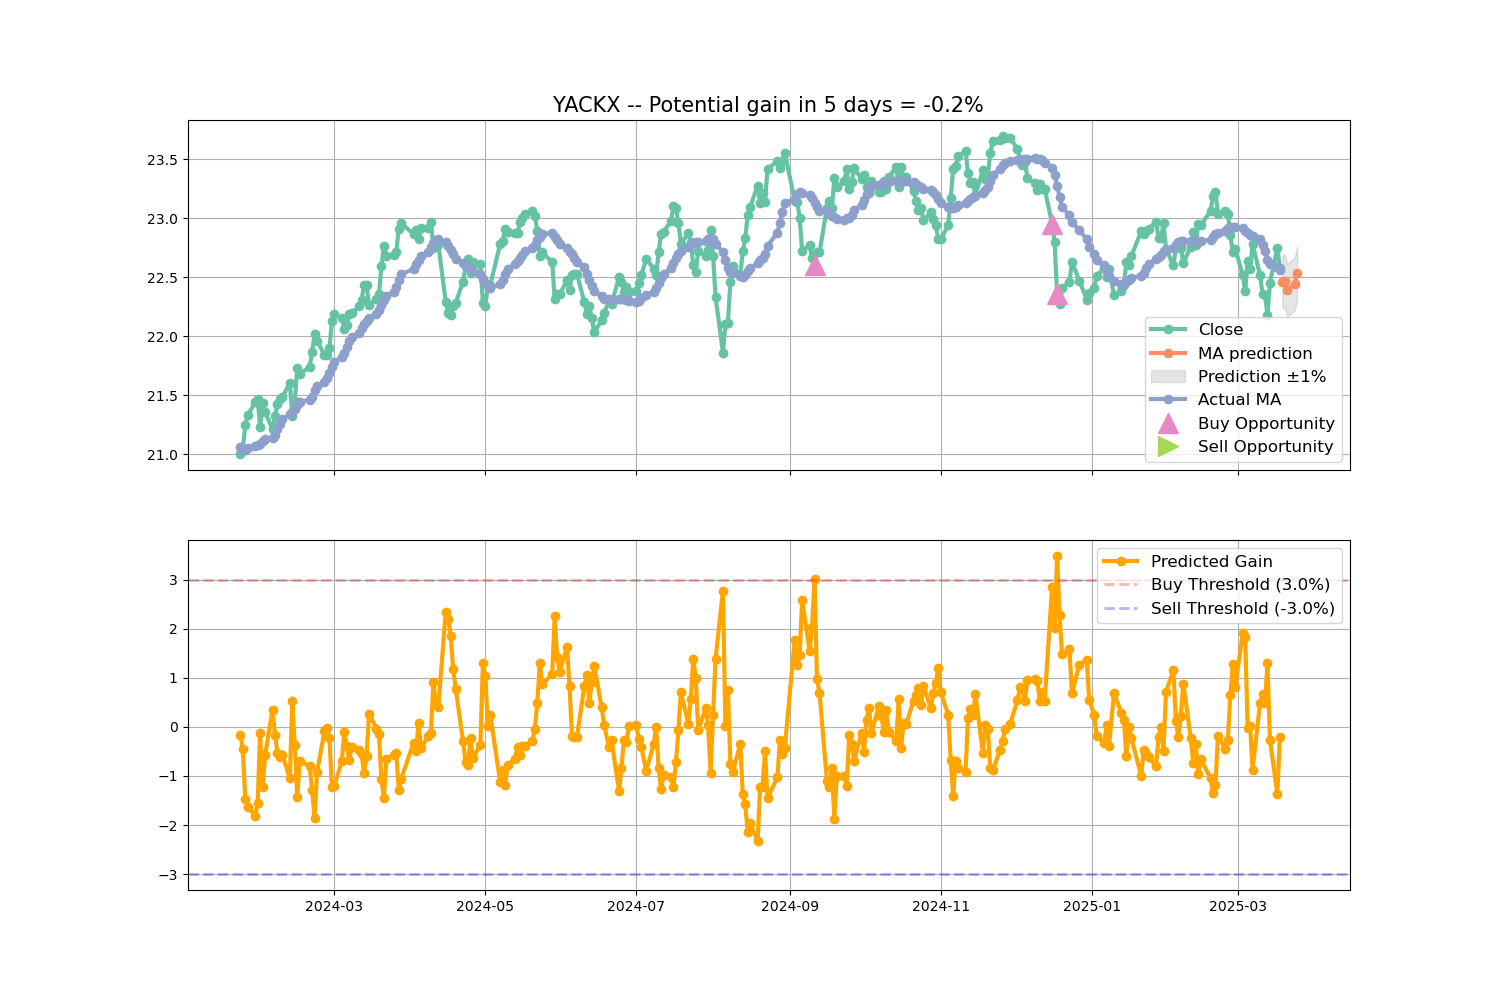 YACKX -- Potential gain in 5 days = -0.2%
23.5
23.0
22.5
22.0
21.5
21.0
Close
MA prediction
Prediction ±1%
Actual MA
Buy Opportunity
Sell Opportunity
3
2
1
0
−1
−2
−3
Predicted Gain
Buy Threshold (3.0%)
Sell Threshold (-3.0%)
2024-03
2024-05
2024-07
2024-09
2024-11
2025-01
2025-03